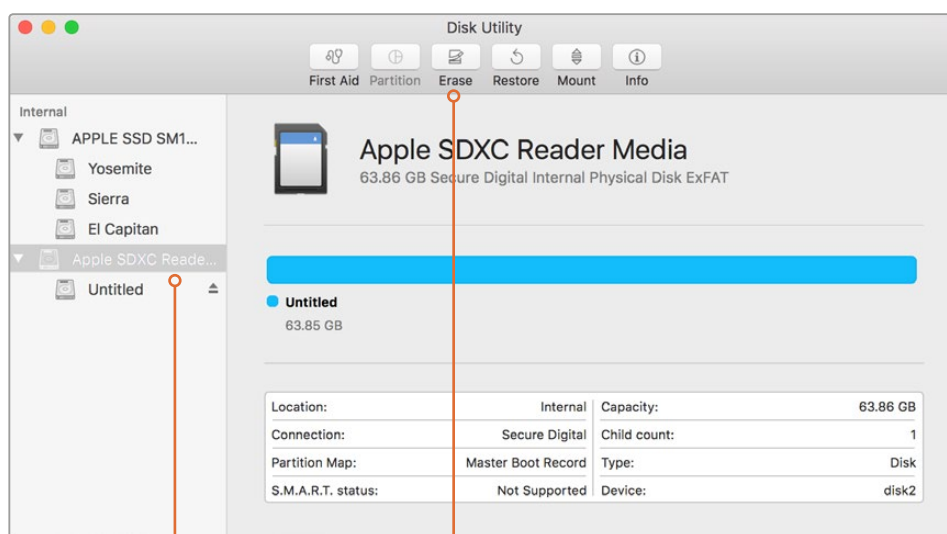 Disk Utility
First Aid Partition Erase Restore Mount Info
Internal
APPLE SSD SM1...
Yosemite
Sierra
El Capitan
Apple SDXC Reade...
Untitled
Apple SDXC Reader Media
63.86 GB Secure Digital Internal Physical Disk ExFAT
Untitled
63.85 GB
Location: Internal Capacity: 63.86 GB
Connection: Secure Digital Child count: 1
Partition Map: Master Boot Record Type: Disk
S.M.A.R.T. status: Not Supported Device: disk2